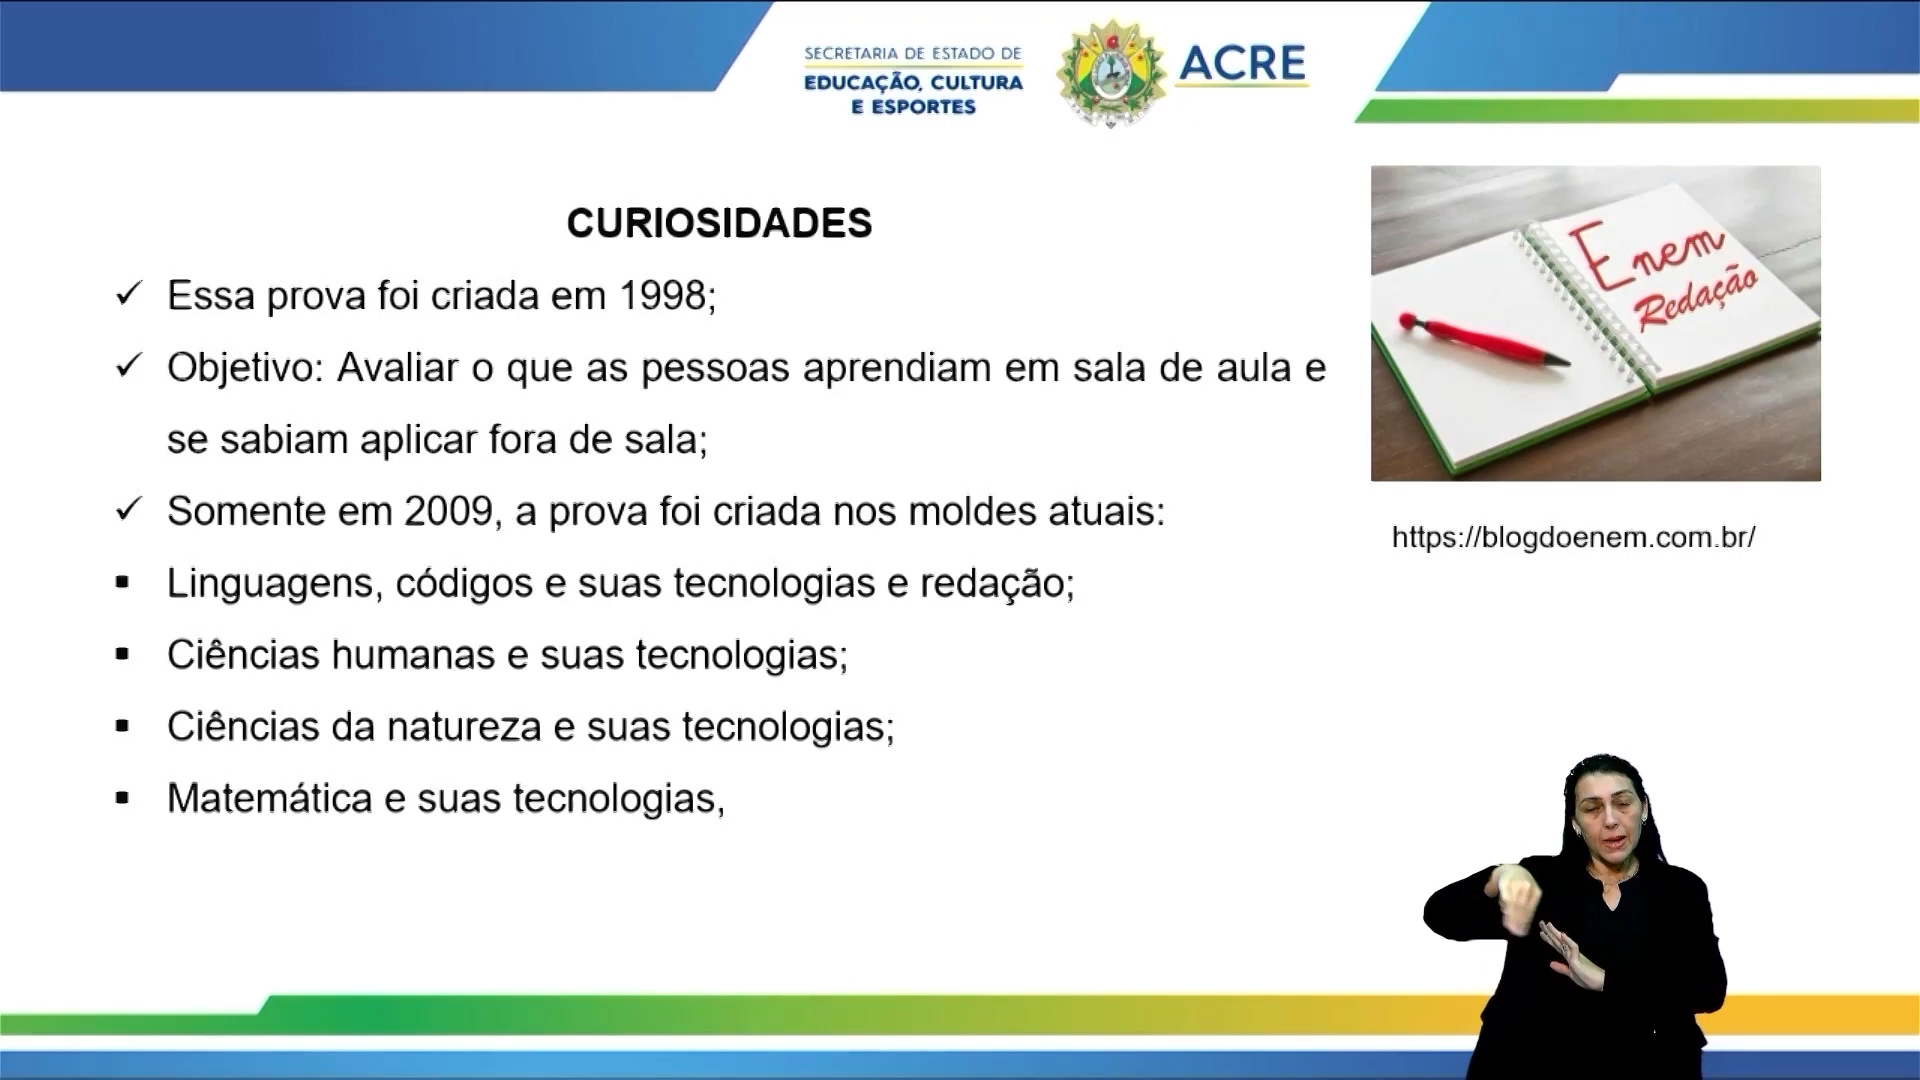 SECRETARIA DE ESTADO DE
EDUCAÇÃO, CULTURA
E ESPORTES
ACRE
CURIOSIDADES
✓ Essa prova foi criada em 1998;
✓ Objetivo: Avaliar o que as pessoas aprendiam em sala de aula e
se sabiam aplicar fora de sala;
✓ Somente em 2009, a prova foi criada nos moldes atuais:
▪ Linguagens, códigos e suas tecnologias e redação;
▪ Ciências humanas e suas tecnologias;
▪ Ciências da natureza e suas tecnologias;
▪ Matemática e suas tecnologias,
Enem
Redação
https://blogdoenem.com.br/